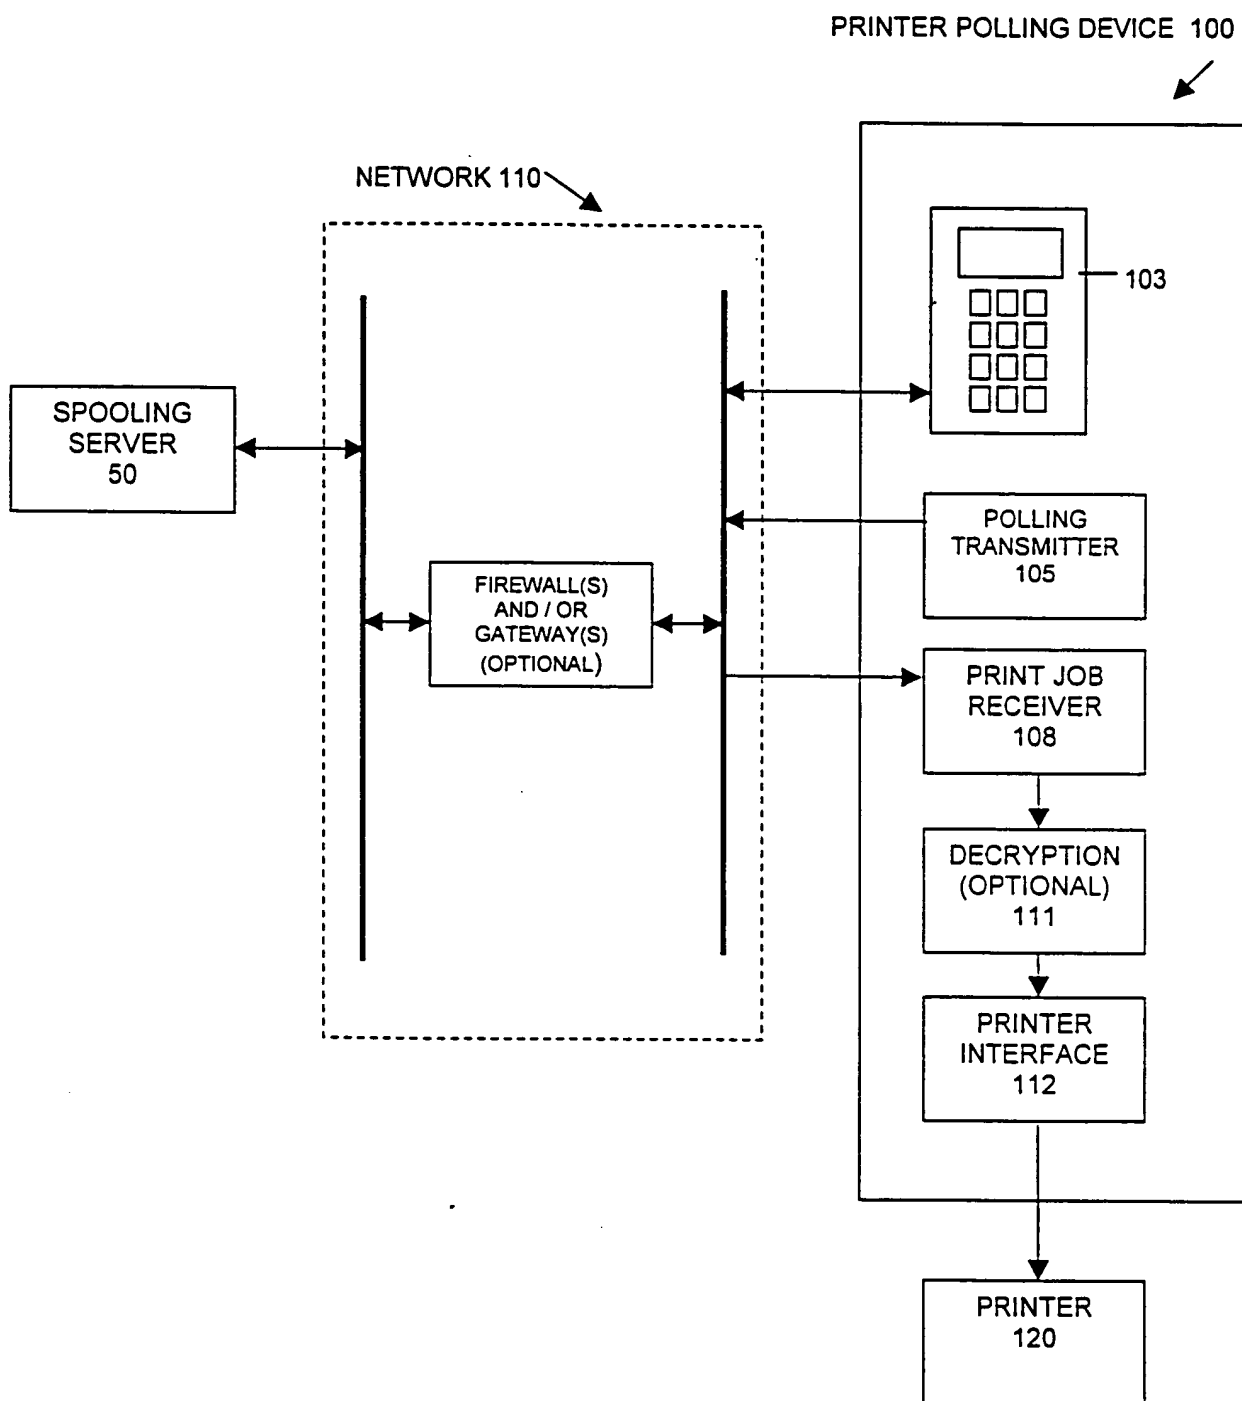 PRINTER POLLING DEVICE 100
NETWORK 110
103
SPOOLING
SERVER
50
POLLING
TRANSMITTER
105
FIREWALL(S)
AND / OR
GATEWAY(S)
(OPTIONAL)
PRINT JOB
RECEIVER
108
DECRYPTION
(OPTIONAL)
111
PRINTER
INTERFACE
112
PRINTER
120